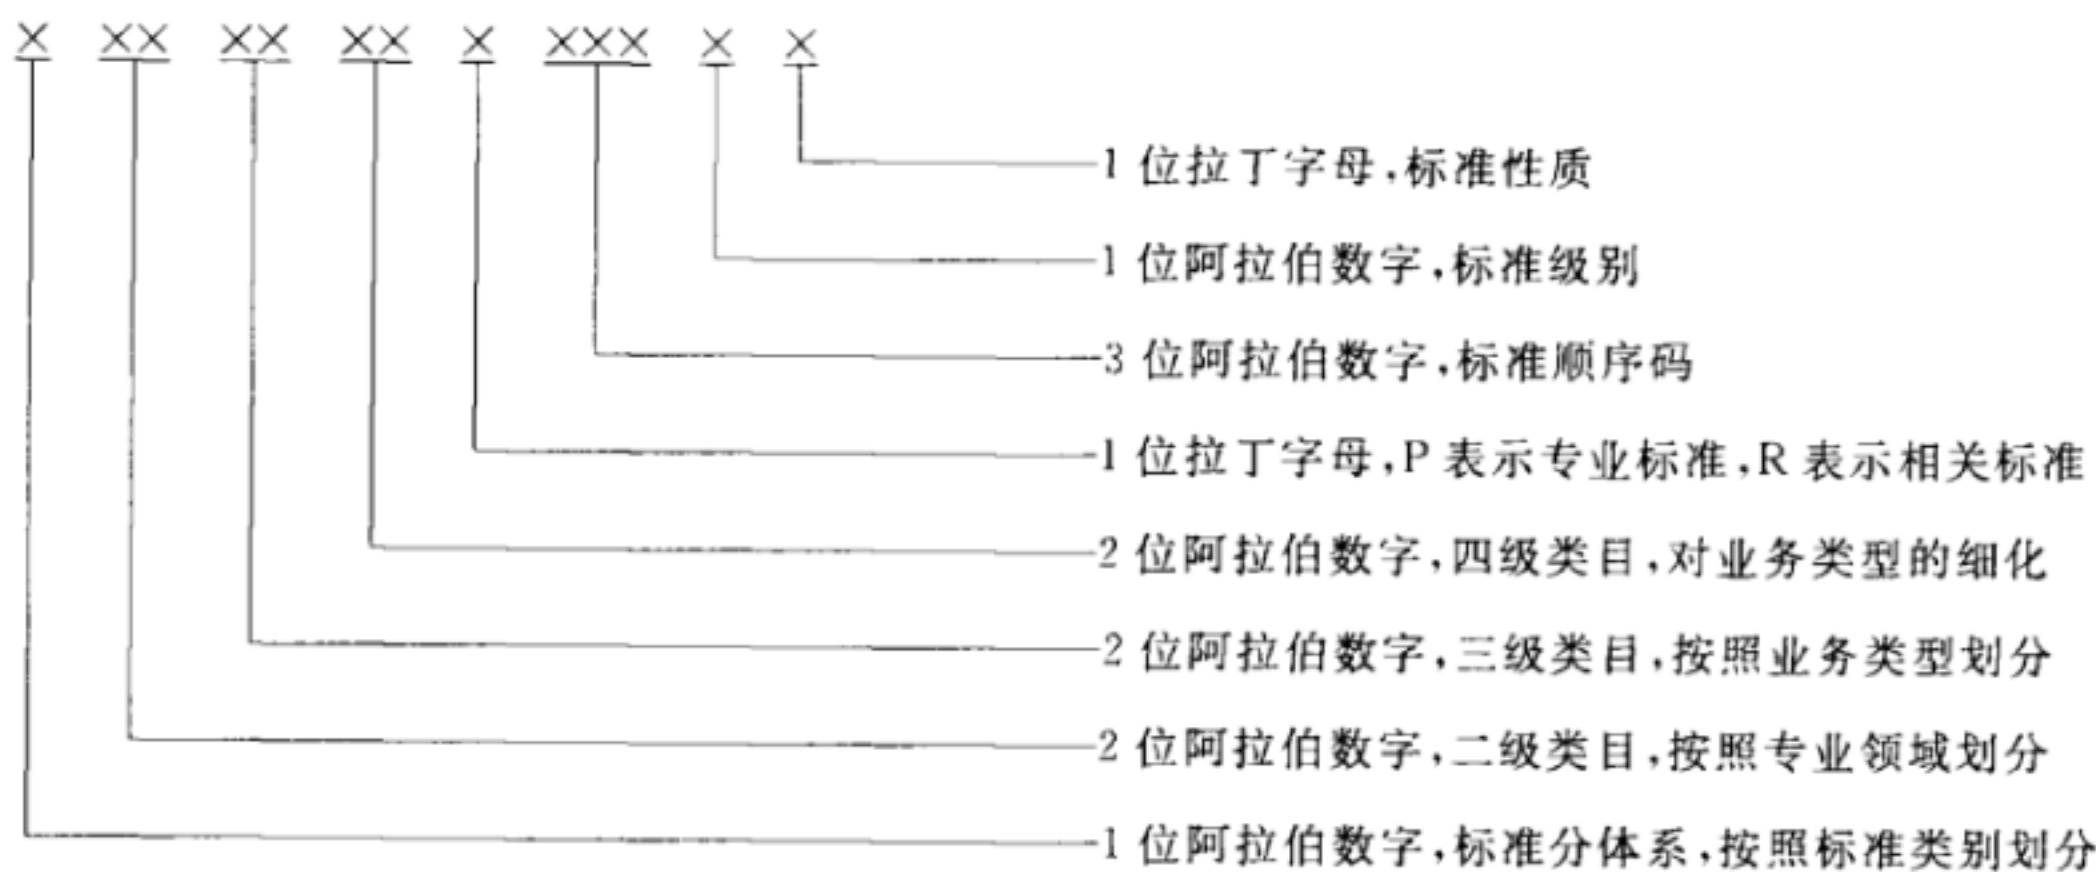 × ×× ×× ×× × ××× × ×
1 位拉丁字母,标准性质
1 位阿拉伯数字,标准级别
3 位阿拉伯数字,标准顺序码
1 位拉丁字母,P 表示专业标准,R 表示相关标准
2 位阿拉伯数字,四级类目,对业务类型的细化
2 位阿拉伯数字,三级类目,按照业务类型划分
2 位阿拉伯数字,二级类目,按照专业领域划分
1 位阿拉伯数字,标准分体系,按照标准类别划分